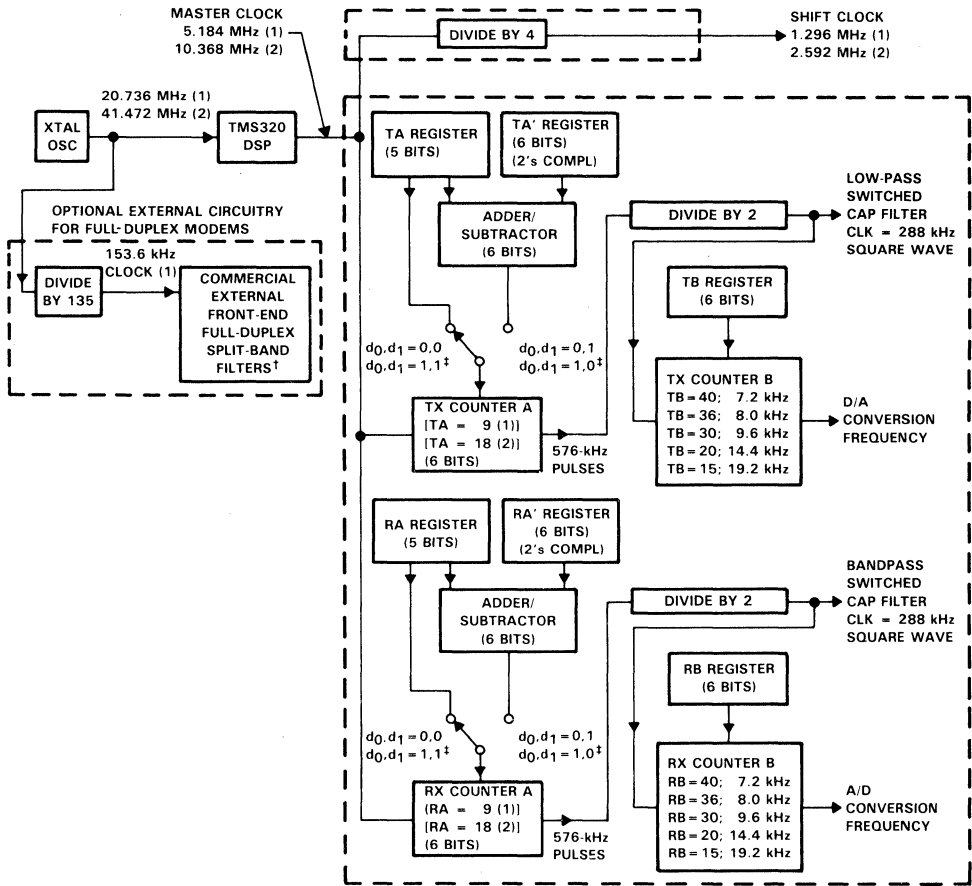 MASTER CLOCK
5.184 MHz (1)
10.368 MHz (2)
DIVIDE BY 4
SHIFT CLOCK
1.296 MHz (1)
2.592 MHz (2)
20.736 MHz (1)
41.472 MHz (2)
XTAL
OSC
TMS320
DSP
OPTIONAL EXTERNAL CIRCUITRY
FOR FULL-DUPLEX MODEMS
153.6 kHz
CLOCK (1)
DIVIDE
BY 135
COMMERCIAL
EXTERNAL
FRONT-END
FULL-DUPLEX
SPLIT-BAND
FILTERS†
TA REGISTER
(5 BITS)
TA' REGISTER
(6 BITS)
(2's COMPL)
ADDER/
SUBTRACTOR
(6 BITS)
d0,d1 = 0,0
d0,d1 = 1,1‡
d0,d1 = 0,1
d0,d1 = 1,0‡
TX COUNTER A
[TA = 9 (1)]
[TA = 18 (2)]
(6 BITS)
576-kHz
PULSES
DIVIDE BY 2
LOW-PASS
SWITCHED
CAP FILTER
CLK = 288 kHz
SQUARE WAVE
TB REGISTER
(6 BITS)
TX COUNTER B
TB = 40; 7.2 kHz
TB = 36; 8.0 kHz
TB = 30; 9.6 kHz
TB = 20; 14.4 kHz
TB = 15; 19.2 kHz
D/A
CONVERSION
FREQUENCY
RA REGISTER
(5 BITS)
RA' REGISTER
(6 BITS)
(2's COMPL)
ADDER/
SUBTRACTOR
(6 BITS)
d0,d1 = 0,0
d0,d1 = 1,1‡
d0,d1 = 0,1
d0,d1 = 1,0‡
RX COUNTER A
(RA = 9 (1)]
[RA = 18 (2)]
(6 BITS)
576-kHz
PULSES
DIVIDE BY 2
BANDPASS
SWITCHED
CAP FILTER
CLK = 288 kHz
SQUARE WAVE
RB REGISTER
(6 BITS)
RX COUNTER B
RB = 40; 7.2 kHz
RB = 36; 8.0 kHz
RB = 30; 9.6 kHz
RB = 20; 14.4 kHz
RB = 15; 19.2 kHz
A/D
CONVERSION
FREQUENCY